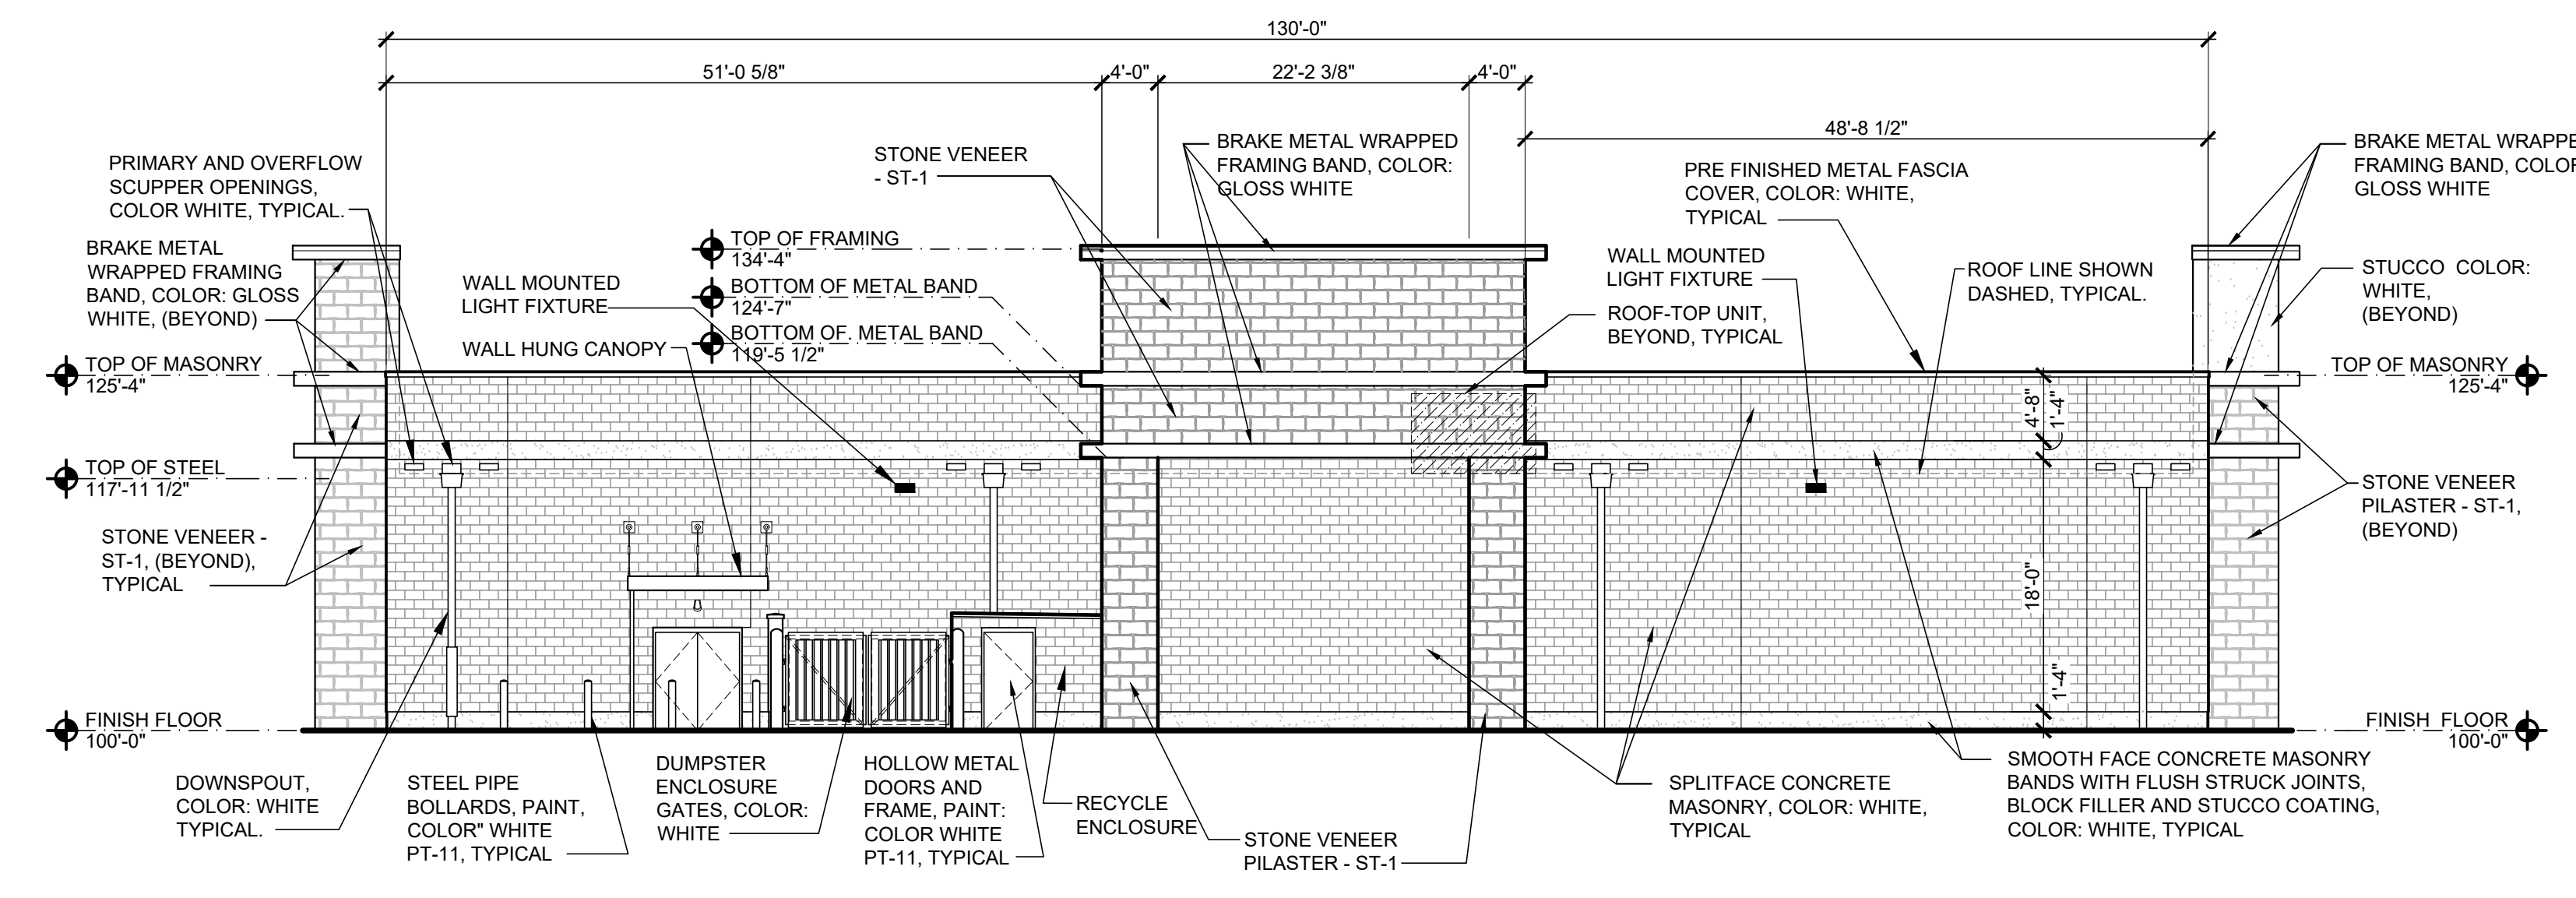 130'-0"
51'-0 5/8"
4'-0"
22'-2 3/8"
4'-0"
48'-8 1/2"
PRIMARY AND OVERFLOW
SCUPPER OPENINGS,
COLOR WHITE, TYPICAL.
BRAKE METAL
WRAPPED FRAMING
BAND, COLOR: GLOSS
WHITE, (BEYOND)
TOP OF MASONRY
125'-4"
TOP OF STEEL
117'-11 1/2"
STONE VENEER -
ST-1, (BEYOND),
TYPICAL
FINISH FLOOR
100'-0"
WALL MOUNTED
LIGHT FIXTURE
WALL HUNG CANOPY
TOP OF FRAMING
134'-4"
BOTTOM OF METAL BAND
124'-7"
BOTTOM OF. METAL BAND
119'-5 1/2"
STONE VENEER
- ST-1
BRAKE METAL WRAPPED
FRAMING BAND, COLOR:
GLOSS WHITE
PRE FINISHED METAL FASCIA
COVER, COLOR: WHITE,
TYPICAL
WALL MOUNTED
LIGHT FIXTURE
ROOF-TOP UNIT,
BEYOND, TYPICAL
ROOF LINE SHOWN
DASHED, TYPICAL.
BRAKE METAL WRAPPE
FRAMING BAND, COLOR
GLOSS WHITE
STUCCO COLOR:
WHITE,
(BEYOND)
TOP OF MASONRY
125'-4"
STONE VENEER
PILASTER - ST-1,
(BEYOND)
FINISH FLOOR
100'-0"
4'-8"
1'-4"
18'-0"
1'-4"
DOWNSPOUT,
COLOR: WHITE
TYPICAL.
STEEL PIPE
BOLLARDS, PAINT,
COLOR" WHITE
PT-11, TYPICAL
DUMPSTER
ENCLOSURE
GATES, COLOR:
WHITE
HOLLOW METAL
DOORS AND
FRAME, PAINT:
COLOR WHITE
PT-11, TYPICAL
RECYCLE
ENCLOSURE
STONE VENEER
PILASTER - ST-1
SPLITFACE CONCRETE
MASONRY, COLOR: WHITE,
TYPICAL
SMOOTH FACE CONCRETE MASONRY
BANDS WITH FLUSH STRUCK JOINTS,
BLOCK FILLER AND STUCCO COATING,
COLOR: WHITE, TYPICAL